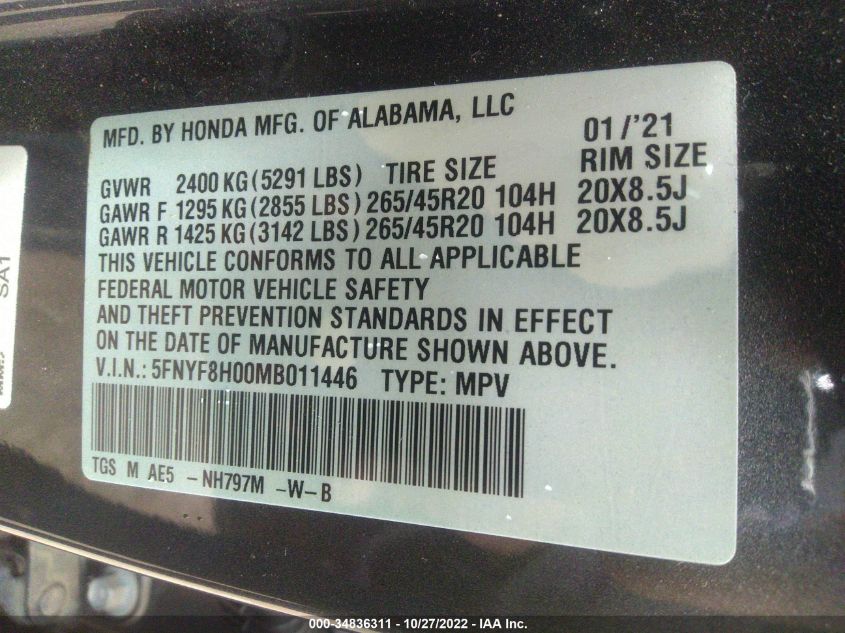 MFD. BY HONDA MFG. OF ALABAMA, LLC 01/'21
GVWR 2400 KG (5291 LBS) TIRE SIZE RIM SIZE
GAWR F 1295 KG (2855 LBS) 265/45R20 104H 20X8.5J
GAWR R 1425 KG (3142 LBS) 265/45R20 104H 20X8.5J
THIS VEHICLE CONFORMS TO ALL APPLICABLE
FEDERAL MOTOR VEHICLE SAFETY
AND THEFT PREVENTION STANDARDS IN EFFECT
ON THE DATE OF MANUFACTURE SHOWN ABOVE.
V.I.N.: 5FNYF8H00MB011446 TYPE: MPV
TGS M AE5 -NH797M -W-B
SA1
000-34836311 - 10/27/2022 - IAA Inc.